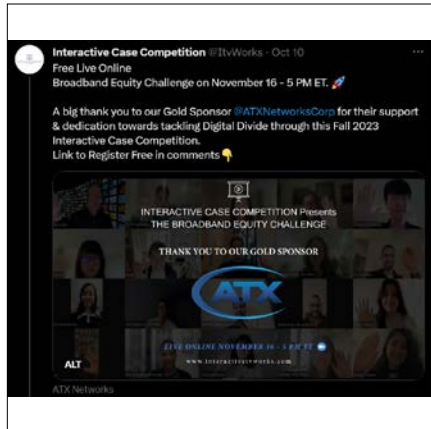 Interactive Case Competition @ItvWorks · Oct 10
Free Live Online
Broadband Equity Challenge on November 16 - 5 PM ET. 🚀
A big thank you to our Gold Sponsor @ATXNetworksCorp for their support
& dedication towards tackling Digital Divide through this Fall 2023
Interactive Case Competition.
Link to Register Free in comments👇
INTERACTIVE CASE COMPETITION Presents
THE BROADBAND EQUITY CHALLENGE
THANK YOU TO OUR GOLD SPONSOR
ATX
LIVE ONLINE NOVEMBER 16 - 5 PM ET
www.interactivetvworks.com
ALT
ATX Networks